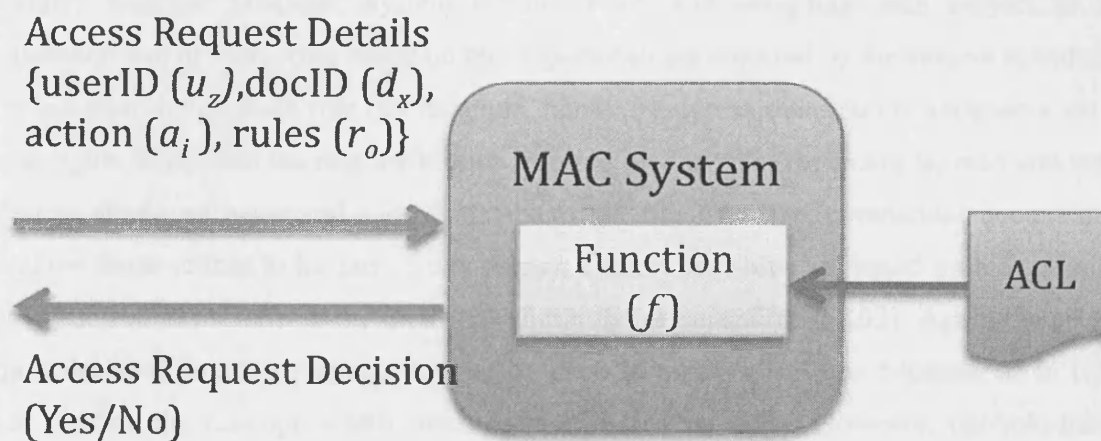 Access Request Details
{userID (u_z),docID (d_x),
action (a_i ), rules (r_o)}
MAC System
Function
(f)
ACL
Access Request Decision
(Yes/No)